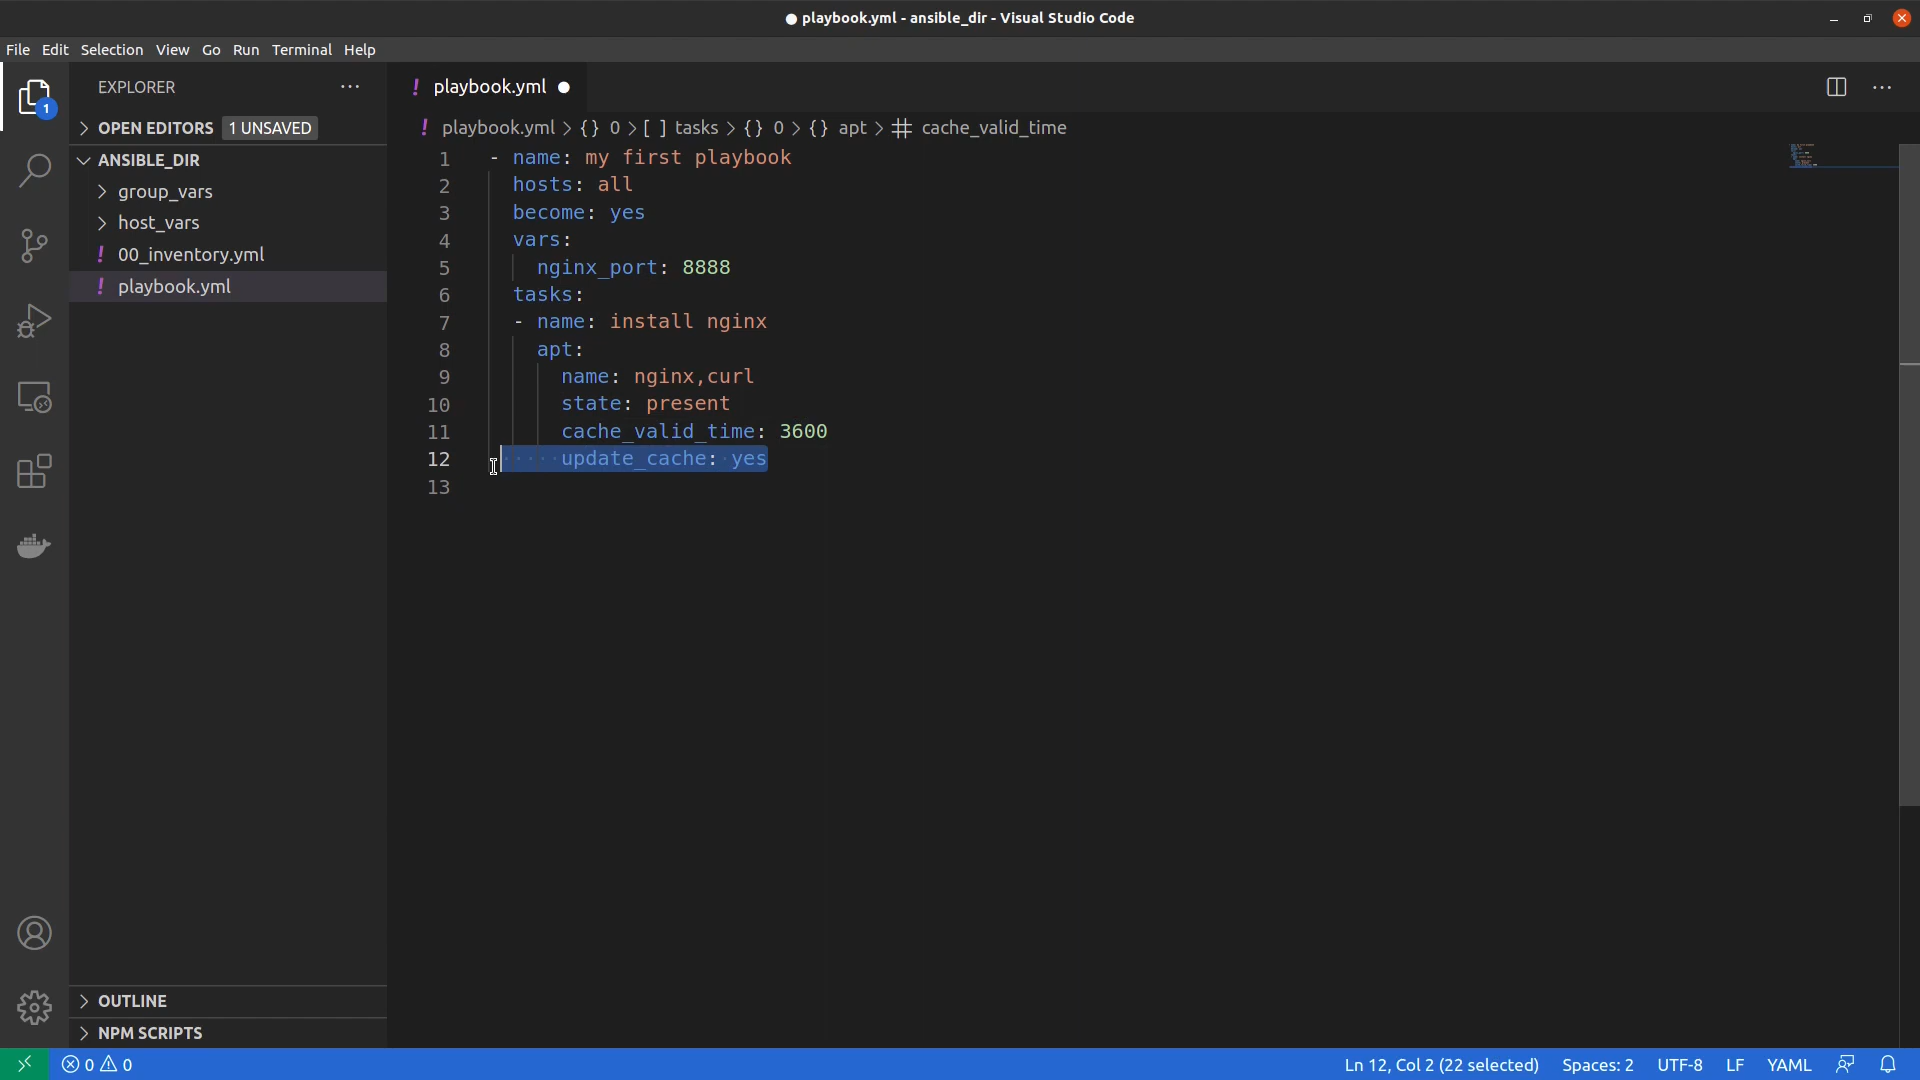 playbook.yml - ansible_dir - Visual Studio Code
File Edit Selection View Go Run Terminal Help
EXPLORER
playbook.yml
1
OPEN EDITORS 1 UNSAVED
playbook.yml > {} 0 > [ ] tasks > {} 0 > {} apt > cache_valid_time
ANSIBLE_DIR
group_vars
host_vars
00_inventory.yml
playbook.yml
1 - name: my first playbook
2 hosts: all
3 become: yes
4 vars:
5 nginx_port: 8888
6 tasks:
7 - name: install nginx
8 apt:
9 name: nginx,curl
10 state: present
11 cache_valid_time: 3600
12 update_cache: yes
13
OUTLINE
NPM SCRIPTS
0 0
Ln 12, Col 2 (22 selected) Spaces: 2 UTF-8 LF YAML